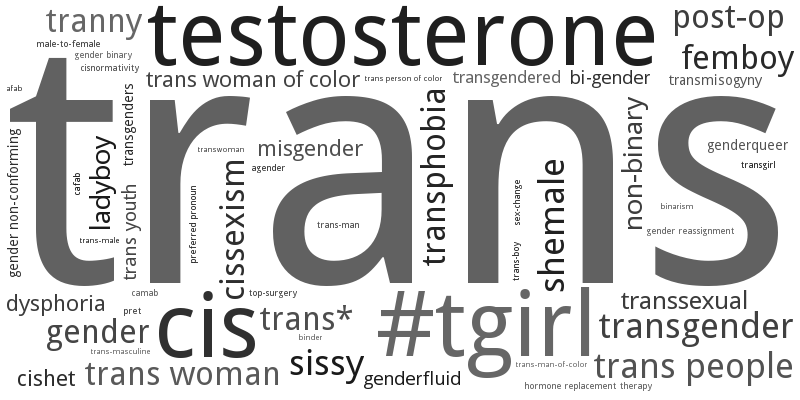 tranny
testosterone
post-op
male-to-female
gender binary
cisnormativity
femboy
trans woman of color
trans person of color
transgendered
bi-gender
transmisogyny
afab
trans
gender non-conforming
cafab
ladyboy
transgenders
trans youth
trans-male
transwoman
misgender
agender
preferred pronoun
cissexism
trans-man
transphobia
sex-change
trans-boy
shemale
non-binary
genderqueer
transgirl
binarism
gender reassignment
dysphoria
camab
pret
top-surgery
cis
trans*
#tgirl
transsexual
gender
transgender
trans-masculine
binder
sissy
trans-man-of-color
trans people
cishet
trans woman
genderfluid
hormone replacement therapy